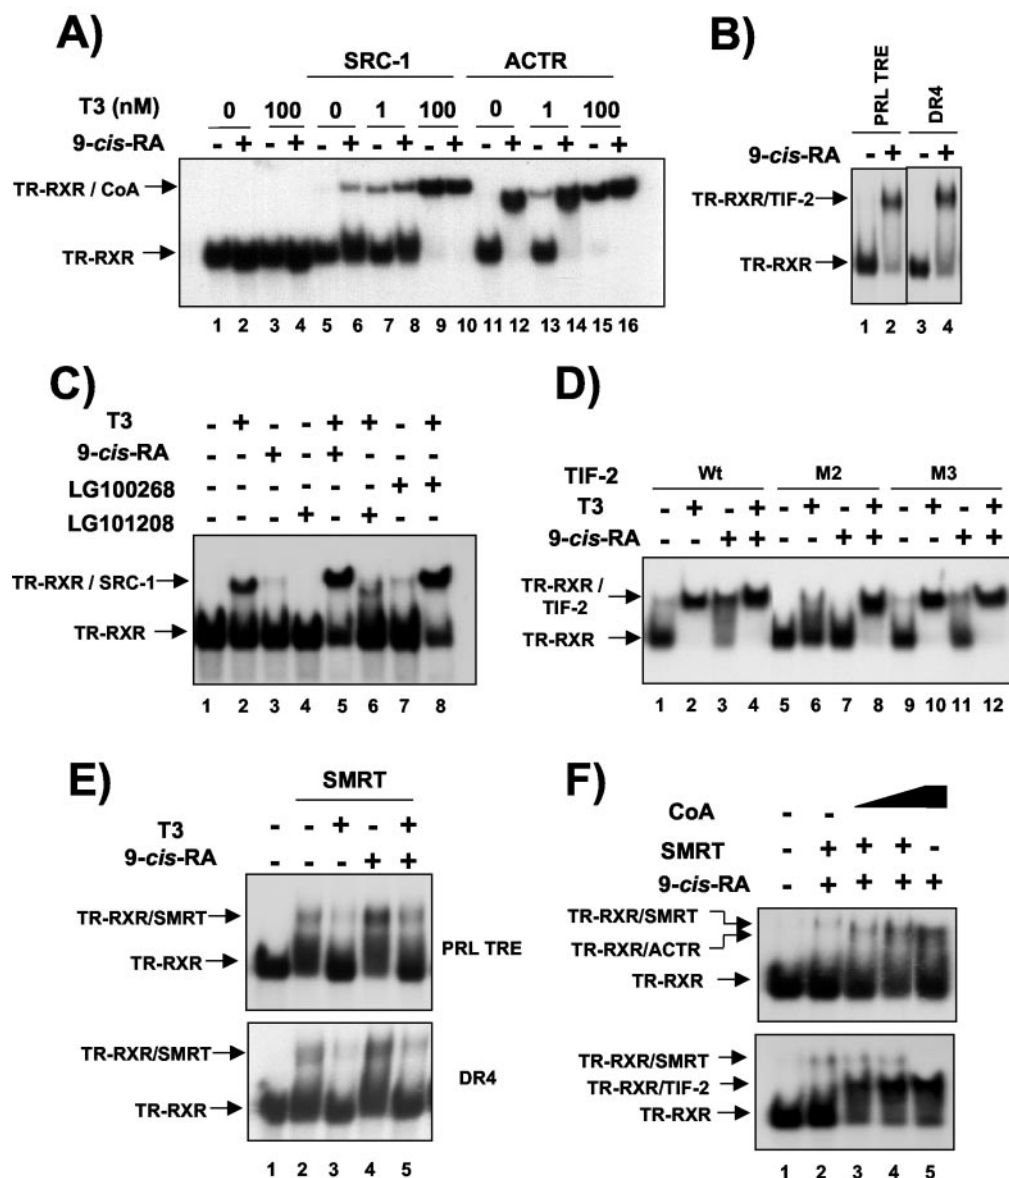 A)
SRC-1 ACTR
T3 (nM) 0 100 0 1 100 0 1 100
9-cis-RA - + - + - + - + - + - + - + - +
TR-RXR / CoA
TR-RXR
1 2 3 4 5 6 7 8 9 10 11 12 13 14 15 16
B)
PRL TRE DR4
9-cis-RA - + - +
TR-RXR/TIF-2
TR-RXR
1 2 3 4
C)
T3 - + - - + + - +
9-cis-RA - - + - + - - -
LG100268 - - - - - - + +
LG101208 - - - + - + - -
TR-RXR / SRC-1
TR-RXR
1 2 3 4 5 6 7 8
D)
TIF-2 Wt M2 M3
T3 - + - + - + - + - + - +
9-cis-RA - - + + - - + + - - + +
TR-RXR /
TIF-2
TR-RXR
1 2 3 4 5 6 7 8 9 10 11 12
E)
SMRT
T3 - - + - +
9-cis-RA - - - + +
TR-RXR/SMRT
TR-RXR
PRL TRE
TR-RXR/SMRT
TR-RXR
DR4
1 2 3 4 5
F)
CoA - -
SMRT - + + + -
9-cis-RA - + + + +
TR-RXR/SMRT
TR-RXR/ACTR
TR-RXR
TR-RXR/SMRT
TR-RXR/TIF-2
TR-RXR
1 2 3 4 5